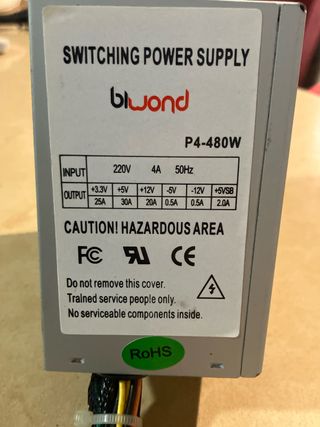 SWITCHING POWER SUPPLY
biwond
P4-480W
INPUT 220V 4A 50Hz
OUTPUT +3.3V +5V +12V -5V -12V +5VSB
25A 30A 20A 0.5A 0.5A 2.0A
CAUTION! HAZARDOUS AREA
FC RU CE
Do not remove this cover.
Trained service people only.
No serviceable components inside.
RoHS